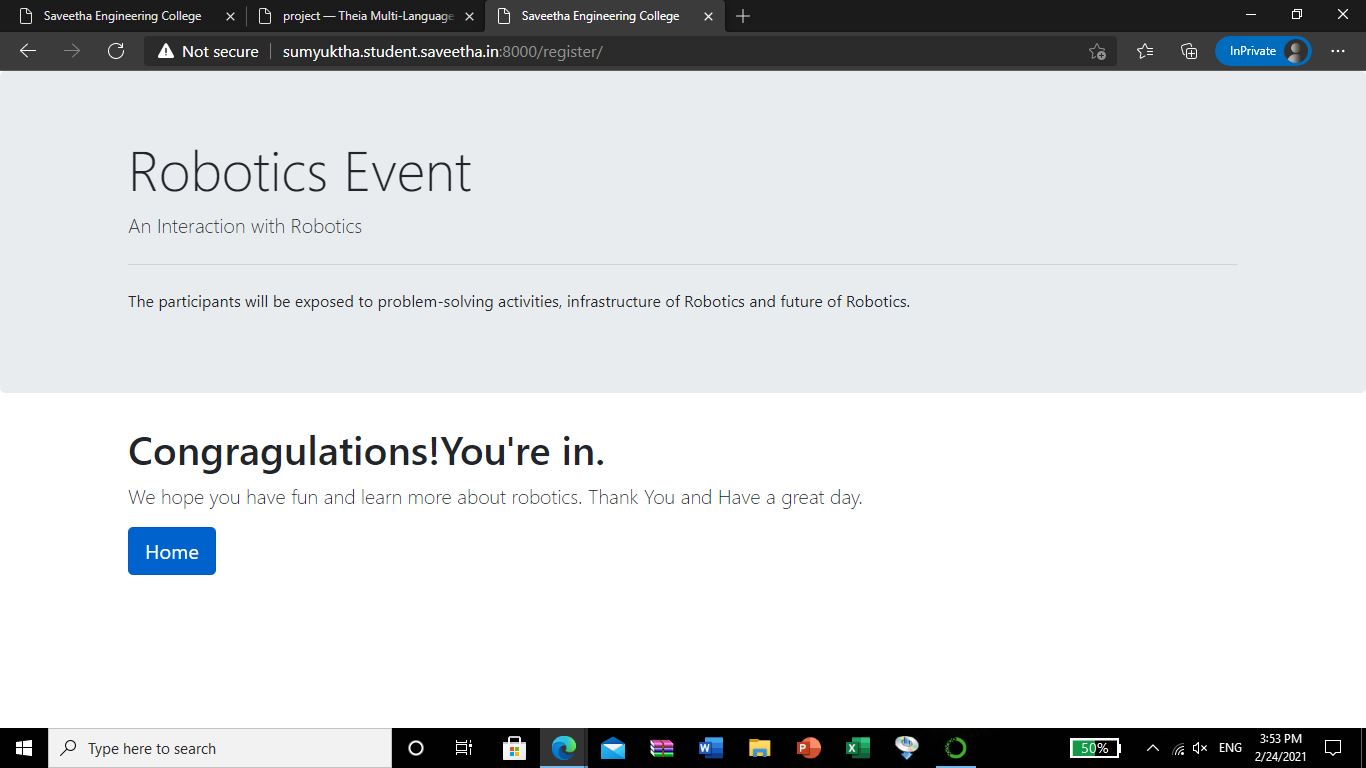 Saveetha Engineering College
project — Theia Multi-Language
Saveetha Engineering College
Not secure
sumyuktha.student.saveetha.in:8000/register/
InPrivate
Robotics Event
An Interaction with Robotics
The participants will be exposed to problem-solving activities, infrastructure of Robotics and future of Robotics.
Congragulations!You're in.
We hope you have fun and learn more about robotics. Thank You and Have a great day.
Home
Type here to search
50%
ENG
3:53 PM
2/24/2021